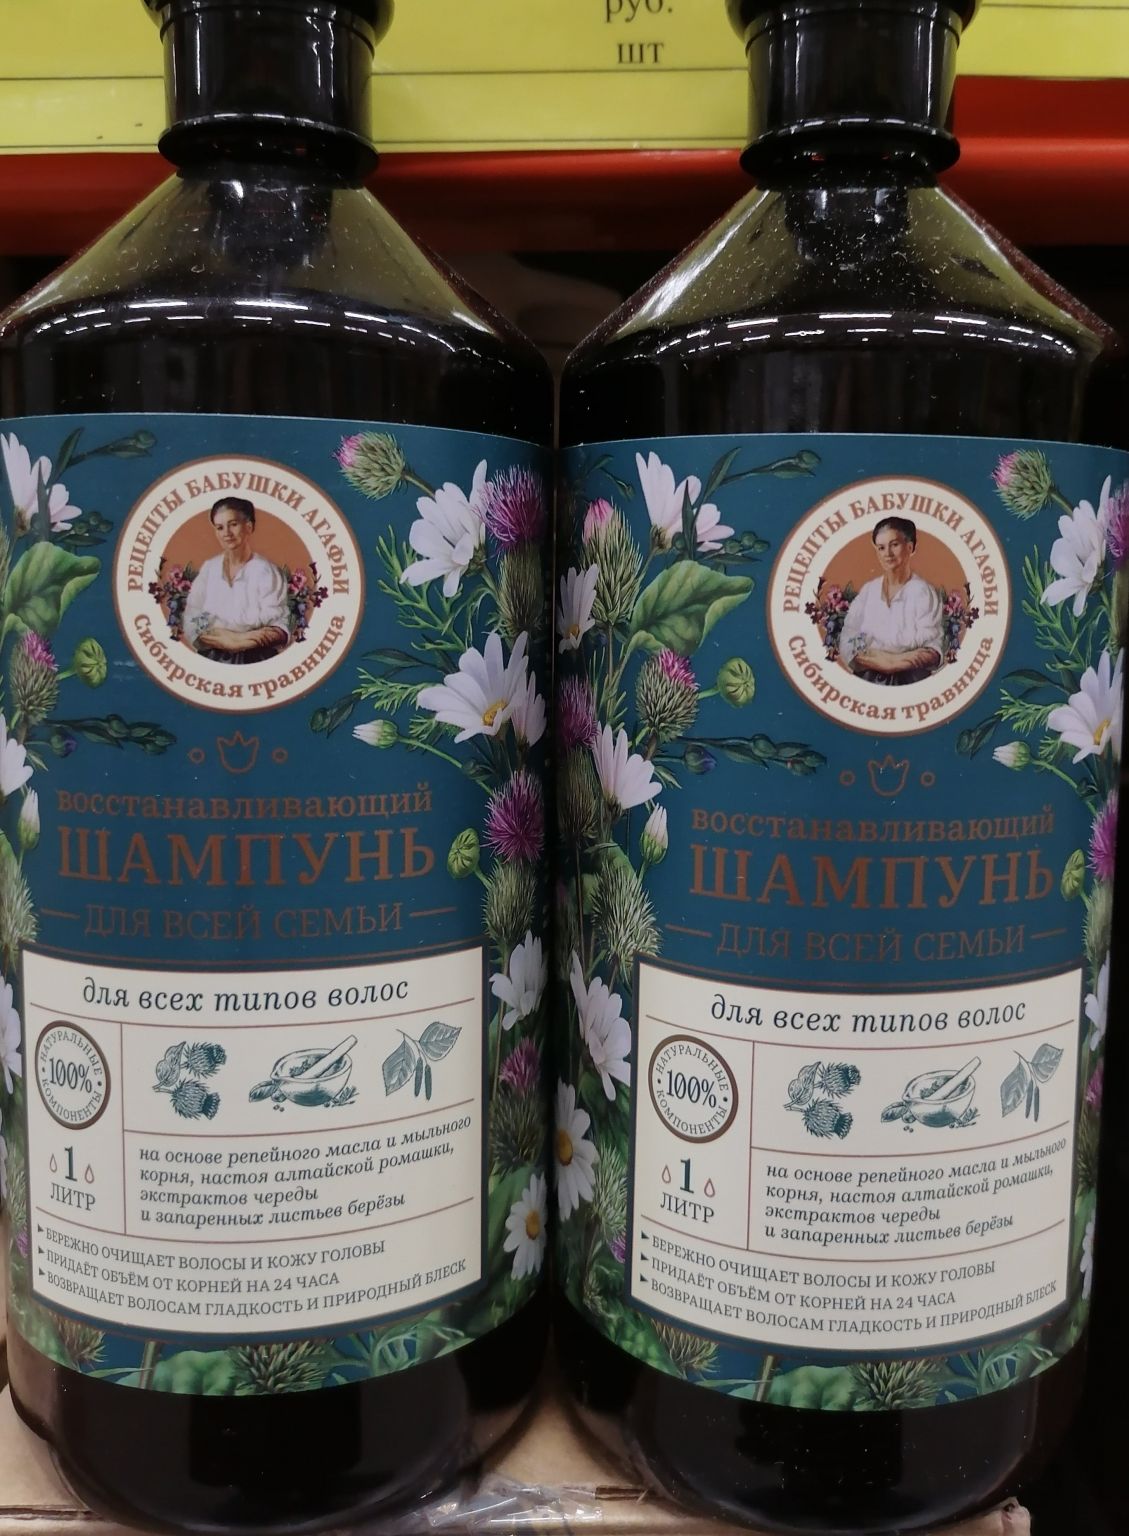 руб.
шт
РЕЦЕПТЫ БАБУШКИ АГАФЬИ
Сибирская травница
восстанавливающий
ШАМПУНЬ
ДЛЯ ВСЕЙ СЕМЬИ
для всех типов волос
НАТУРАЛЬНЫЕ
100%
КОМПОНЕНТЫ
1
ЛИТР
на основе репейного масла и мыльного
корня, настоя алтайской ромашки,
экстрактов череды
и запаренных листьев берёзы
БЕРЕЖНО ОЧИЩАЕТ ВОЛОСЫ И КОЖУ ГОЛОВЫ
ПРИДАЁТ ОБЪЁМ ОТ КОРНЕЙ НА 24 ЧАСА
ВОЗВРАЩАЕТ ВОЛОСАМ ГЛАДКОСТЬ И ПРИРОДНЫЙ БЛЕСК
РЕЦЕПТЫ БАБУШКИ АГАФЬИ
Сибирская травница
восстанавливающий
ШАМПУНЬ
ДЛЯ ВСЕЙ СЕМЬИ
для всех типов волос
НАТУРАЛЬНЫЕ
100%
КОМПОНЕНТЫ
1
ЛИТР
на основе репейного масла и мыльного
корня, настоя алтайской ромашки,
экстрактов череды
и запаренных листьев берёзы
БЕРЕЖНО ОЧИЩАЕТ ВОЛОСЫ И КОЖУ ГОЛОВЫ
ПРИДАЁТ ОБЪЁМ ОТ КОРНЕЙ НА 24 ЧАСА
ВОЗВРАЩАЕТ ВОЛОСАМ ГЛАДКОСТЬ И ПРИРОДНЫЙ БЛЕСК